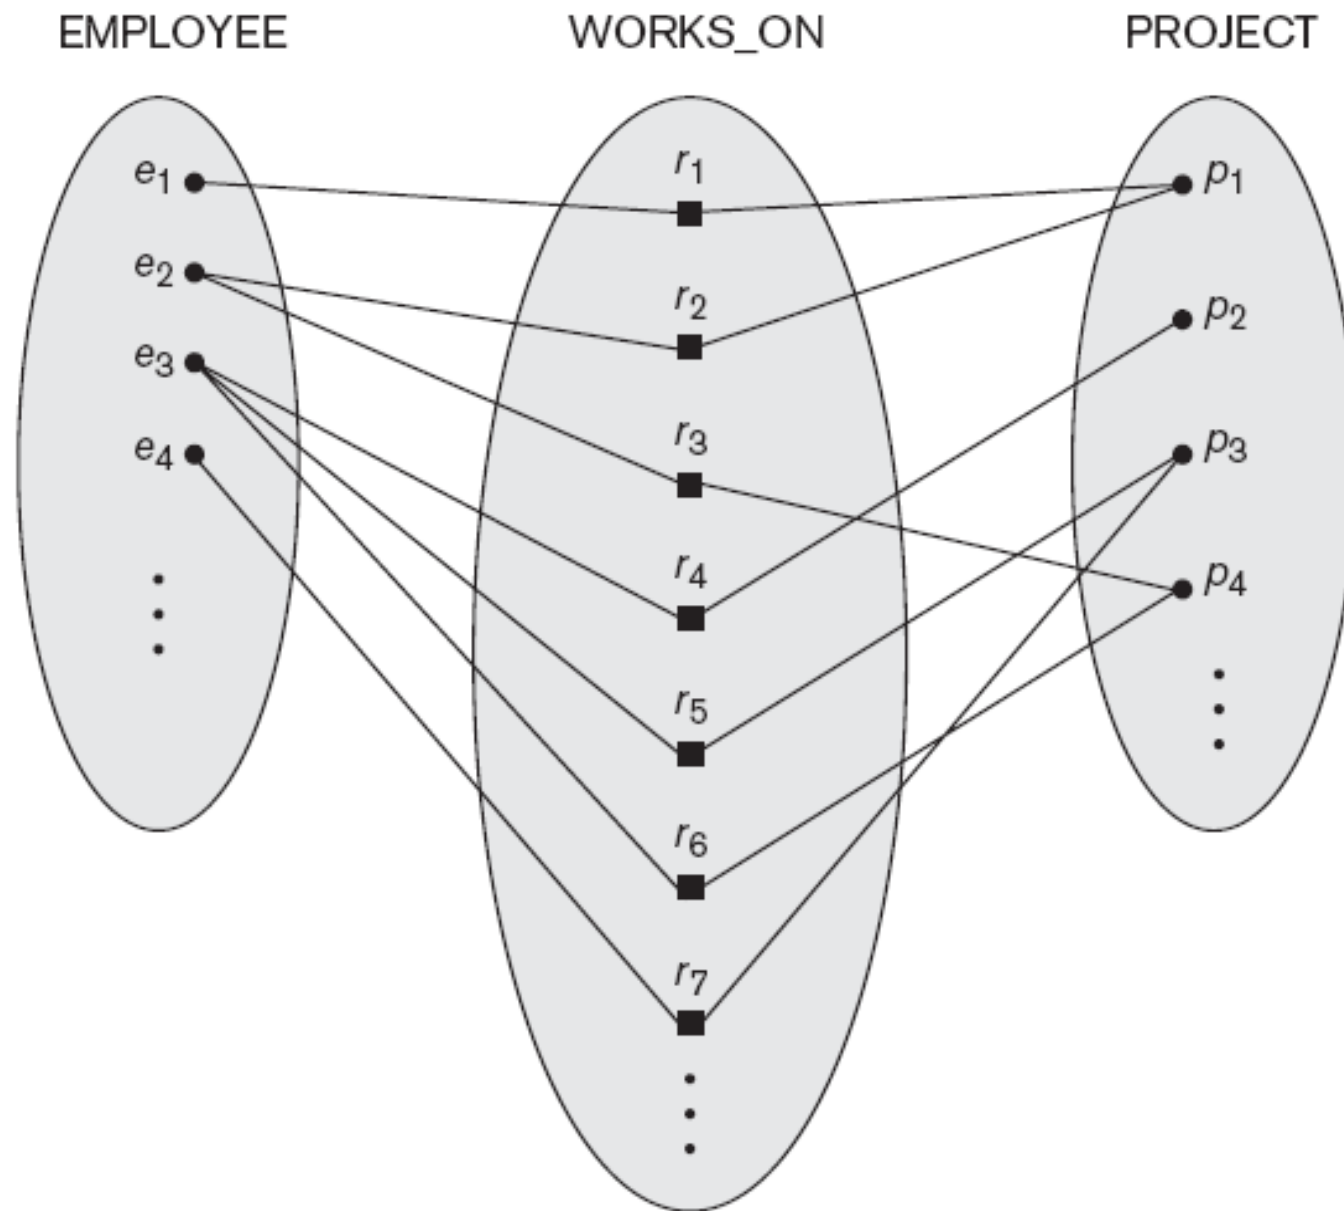 EMPLOYEE WORKS_ON PROJECT
e1 r1 p1
e2 r2 p2
e3 r3 p3
e4 r4 p4
r5
r6
r7